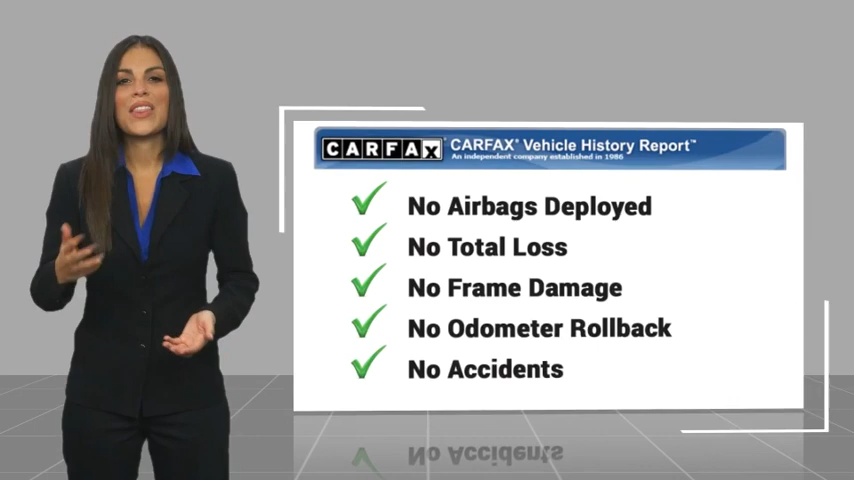 CARFAX
CARFAX® Vehicle History Report™
An independent company established in 1986
No Airbags Deployed
No Total Loss
No Frame Damage
No Odometer Rollback
No Accidents
No Accidents